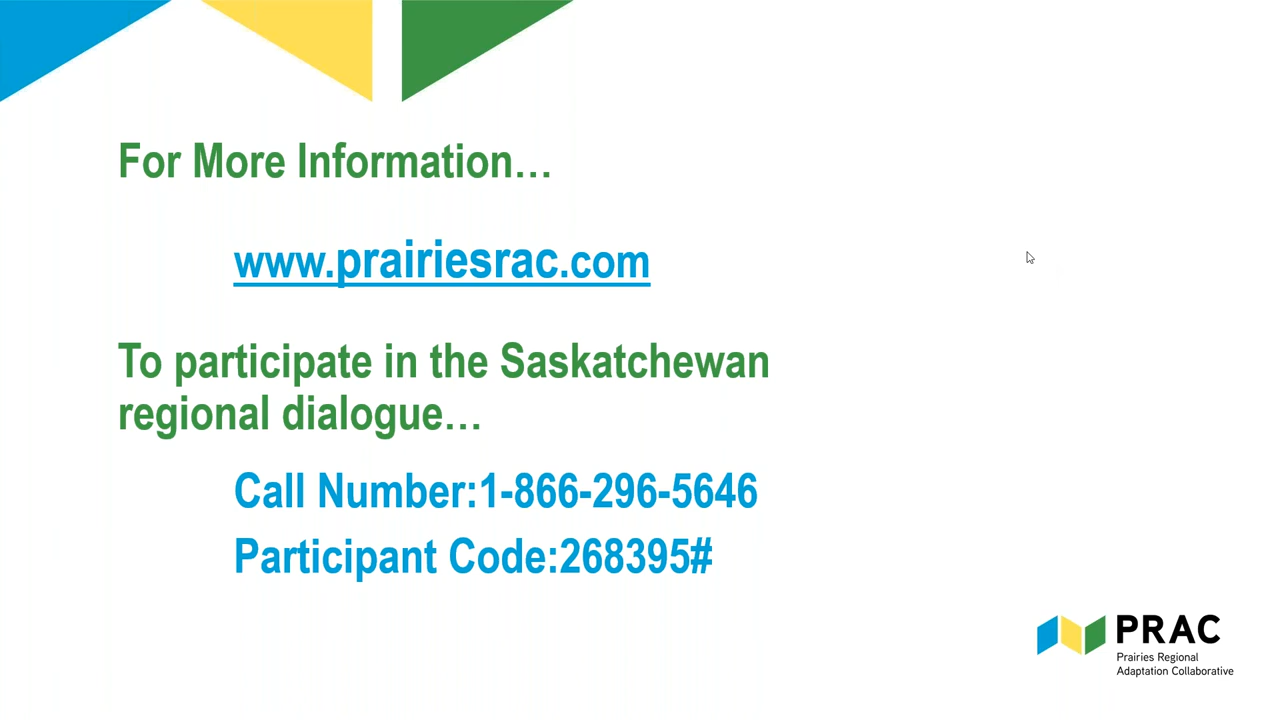 For More Information…
www.prairiesrac.com
To participate in the Saskatchewan
regional dialogue…
Call Number:1-866-296-5646
Participant Code:268395#
PRAC
Prairies Regional
Adaptation Collaborative